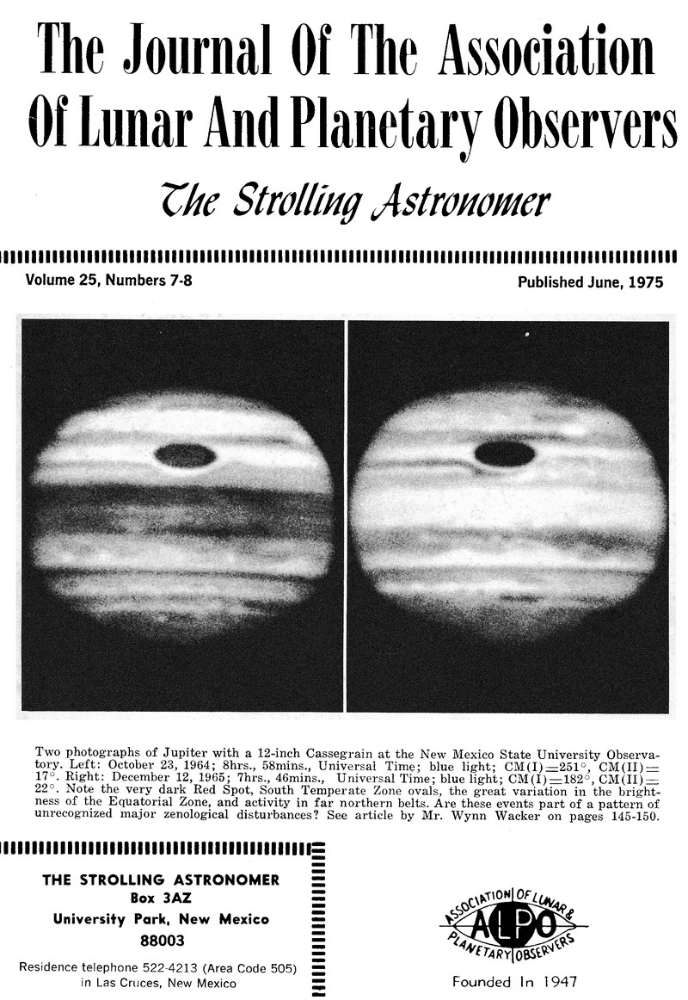 The Journal Of The Association
Of Lunar And Planetary Observers
The Strolling Astronomer
Volume 25, Numbers 7-8
Published June, 1975
Two photographs of Jupiter with a 12-inch Cassegrain at the New Mexico State University Observa-
tory. Left: October 23, 1964; 8hrs., 58mins., Universal Time; blue light; CM(I)=251°, CM(II)=
17°. Right: December 12, 1965; 7hrs., 46mins., Universal Time; blue light; CM(I)=182°, CM(II)=
22°. Note the very dark Red Spot, South Temperate Zone ovals, the great variation in the bright-
ness of the Equatorial Zone, and activity in far northern belts. Are these events part of a pattern of
unrecognized major zenological disturbances? See article by Mr. Wynn Wacker on pages 145-150.
THE STROLLING ASTRONOMER
Box 3AZ
University Park, New Mexico
88003
Residence telephone 522-4213 (Area Code 505)
in Las Cruces, New Mexico
ASSOCIATION OF LUNAR &
ALPO
PLANETARY OBSERVERS
Founded In 1947